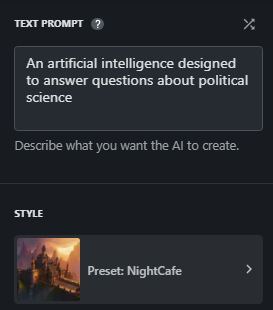 TEXT PROMPT ?
An artificial intelligence designed
to answer questions about political
science
Describe what you want the AI to create.
STYLE
Preset: NightCafe